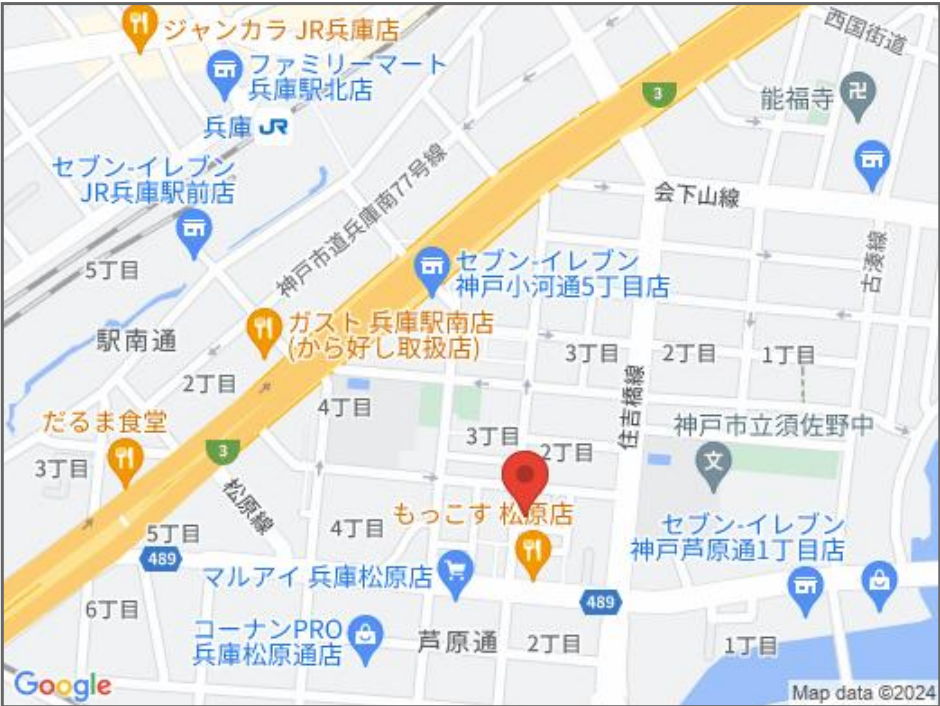 ジャンカラ JR兵庫店
西国街道
ファミリーマート
兵庫駅北店
3
能福寺
兵庫 JR
セブン-イレブン
JR兵庫駅前店
神戸市道兵庫南77号線
会下山線
古湊線
5丁目
セブン-イレブン
神戸小河通5丁目店
駅南通
ガスト 兵庫駅南店
(から好し取扱店)
3丁目
2丁目
1丁目
2丁目
4丁目
住吉橋線
だるま食堂
3丁目
2丁目
神戸市立須佐野中
文
3
3丁目
松原線
もっこす 松原店
5丁目
4丁目
セブン-イレブン
神戸芦原通1丁目店
489
マルアイ 兵庫松原店
489
6丁目
コーナンPRO
兵庫松原通店
芦原通
2丁目
1丁目
Google
Map data ©2024